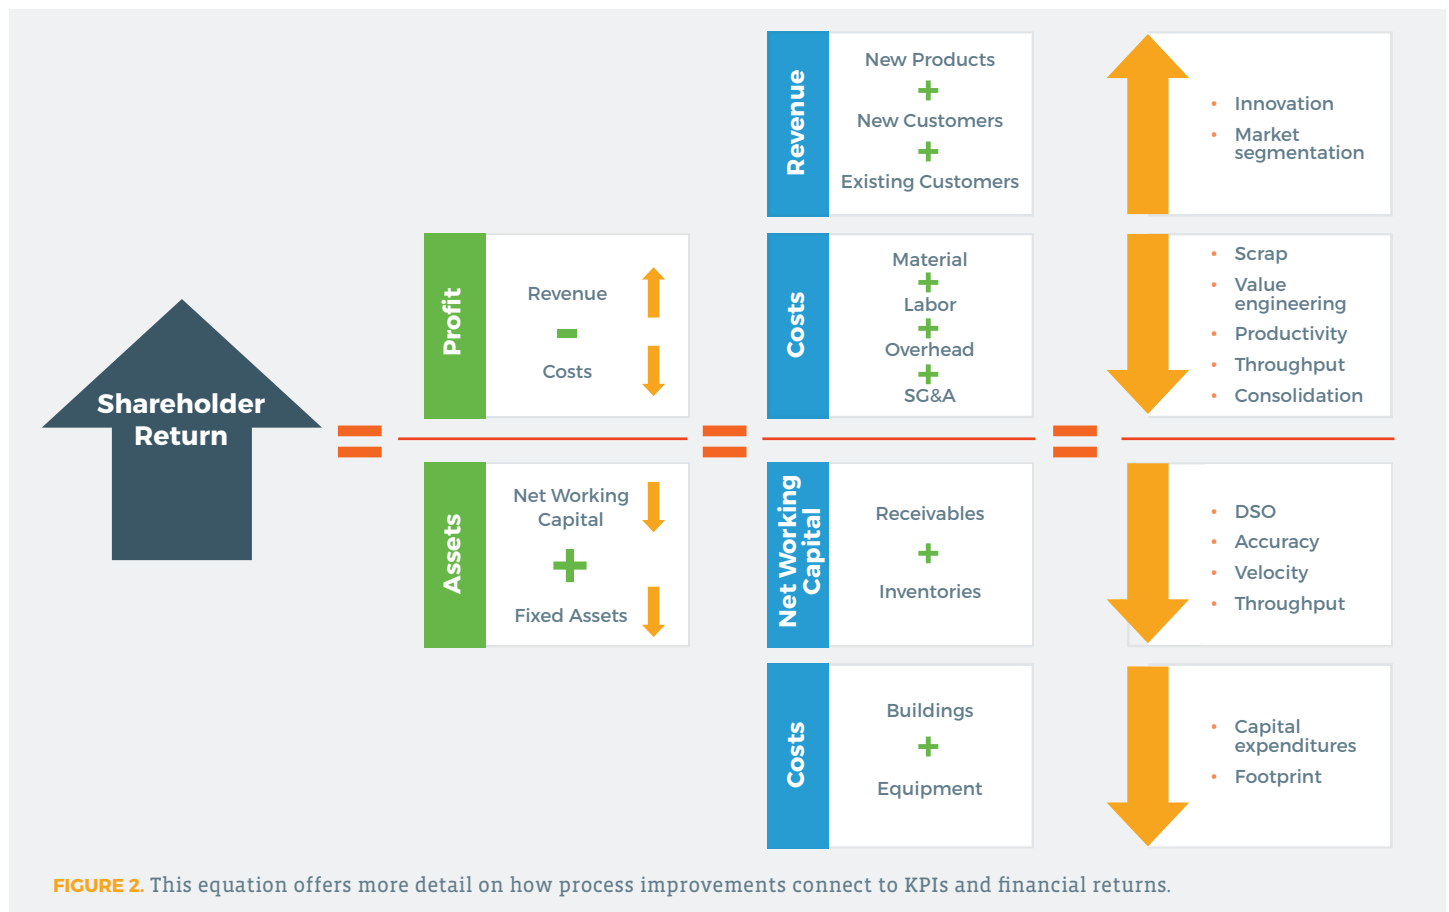 Shareholder
Return
=
Profit
Revenue
-
Costs
Assets
Net Working
Capital
+
Fixed Assets
=
Revenue
New Products
+
New Customers
+
Existing Customers
Costs
Material
+
Labor
+
Overhead
+
SG&A
Net Working
Capital
Receivables
+
Inventories
Costs
Buildings
+
Equipment
=
• Innovation
• Market
segmentation
• Scrap
• Value
engineering
• Productivity
• Throughput
• Consolidation
• DSO
• Accuracy
• Velocity
• Throughput
• Capital
expenditures
• Footprint
FIGURE 2. This equation offers more detail on how process improvements connect to KPIs and financial returns.